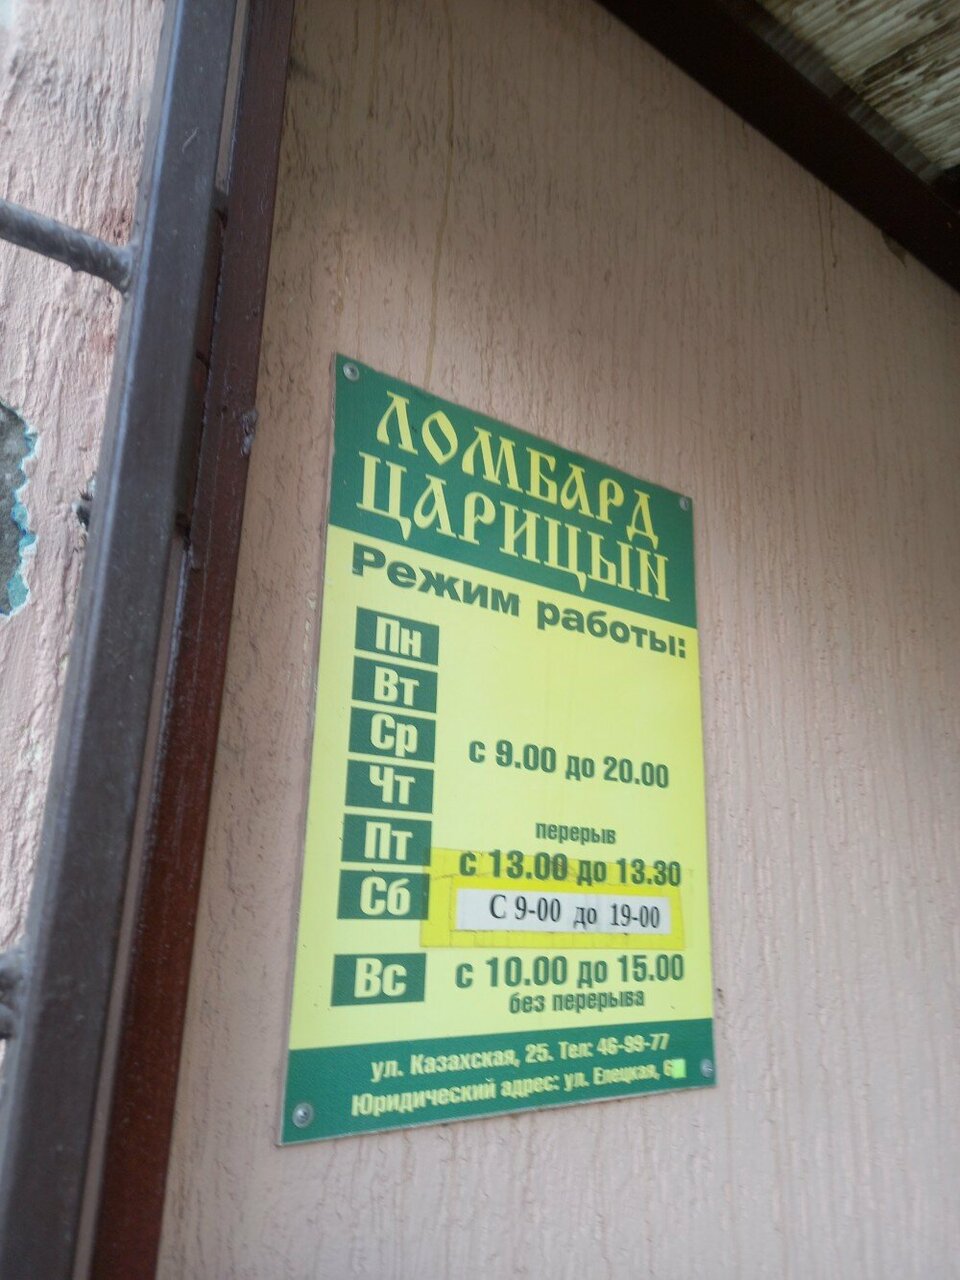 ЛОМБАРД
ЦАРИЦЫН
Режим работы:
Пн
Вт
Ср
с 9.00 до 20.00
Чт
Пт
перерыв
с 13.00 до 13.30
Сб
С 9-00 до 19-00
Вс
с 10.00 до 15.00
без перерыва
ул. Казахская, 25. Тел: 46-99-77
Юридический адрес: ул. Елецкая,